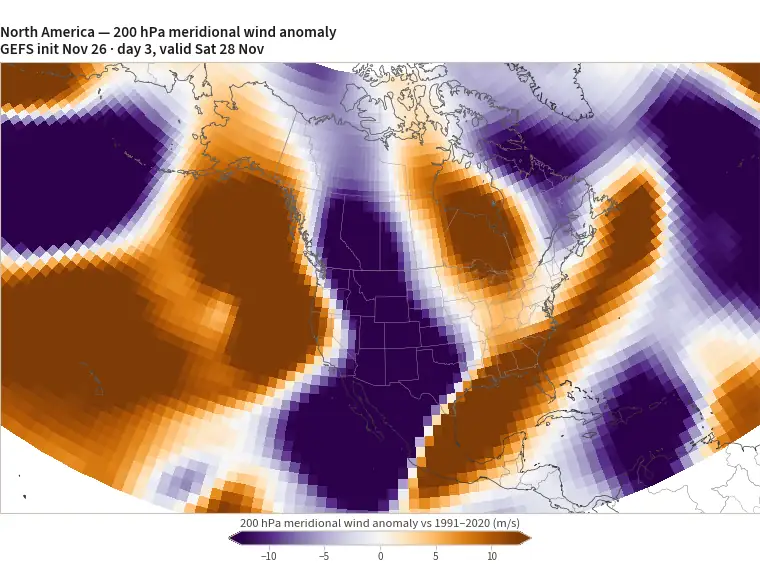 North America — 200 hPa meridional wind anomaly
GEFS init Nov 26 · day 3, valid Sat 28 Nov
200 hPa meridional wind anomaly vs 1991–2020 (m/s)
−10 −5 0 5 10